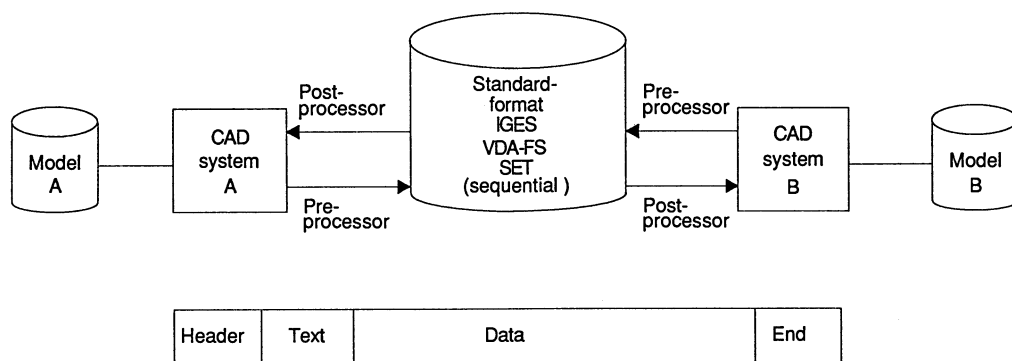 Model
A
CAD
system
A
Post-
processor
Pre-
processor
Standard-
format
IGES
VDA-FS
SET
(sequential )
Pre-
processor
Post-
processor
CAD
system
B
Model
B
Header Text Data End